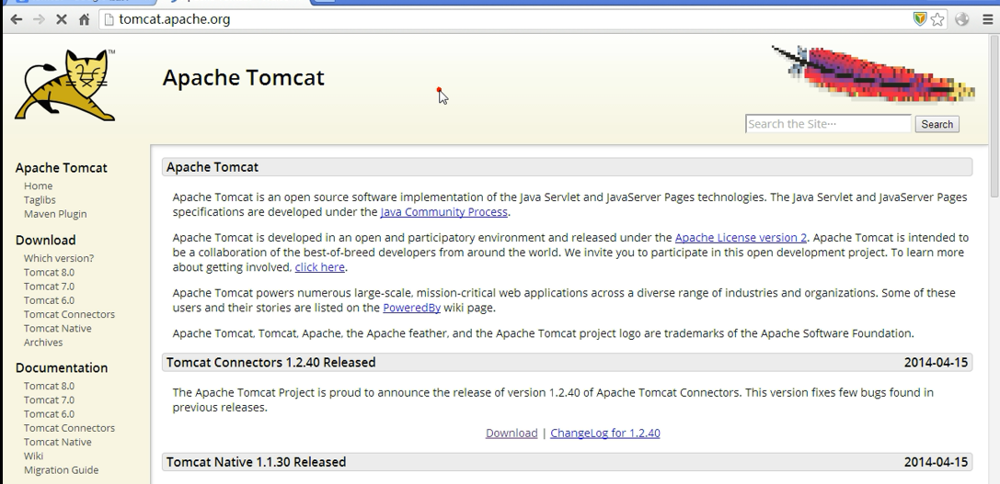 tomcat.apache.org
Apache Tomcat
TM
Search the Site···
Search
Apache Tomcat
Home
Taglibs
Maven Plugin
Download
Which version?
Tomcat 8.0
Tomcat 7.0
Tomcat 6.0
Tomcat Connectors
Tomcat Native
Archives
Documentation
Tomcat 8.0
Tomcat 7.0
Tomcat 6.0
Tomcat Connectors
Tomcat Native
Wiki
Migration Guide
Apache Tomcat
Apache Tomcat is an open source software implementation of the Java Servlet and JavaServer Pages technologies. The Java Servlet and JavaServer Pages
specifications are developed under the Java Community Process.
Apache Tomcat is developed in an open and participatory environment and released under the Apache License version 2. Apache Tomcat is intended to
be a collaboration of the best-of-breed developers from around the world. We invite you to participate in this open development project. To learn more
about getting involved, click here.
Apache Tomcat powers numerous large-scale, mission-critical web applications across a diverse range of industries and organizations. Some of these
users and their stories are listed on the PoweredBy wiki page.
Apache Tomcat, Tomcat, Apache, the Apache feather, and the Apache Tomcat project logo are trademarks of the Apache Software Foundation.
Tomcat Connectors 1.2.40 Released 2014-04-15
The Apache Tomcat Project is proud to announce the release of version 1.2.40 of Apache Tomcat Connectors. This version fixes few bugs found in
previous releases.
Download | ChangeLog for 1.2.40
Tomcat Native 1.1.30 Released 2014-04-15